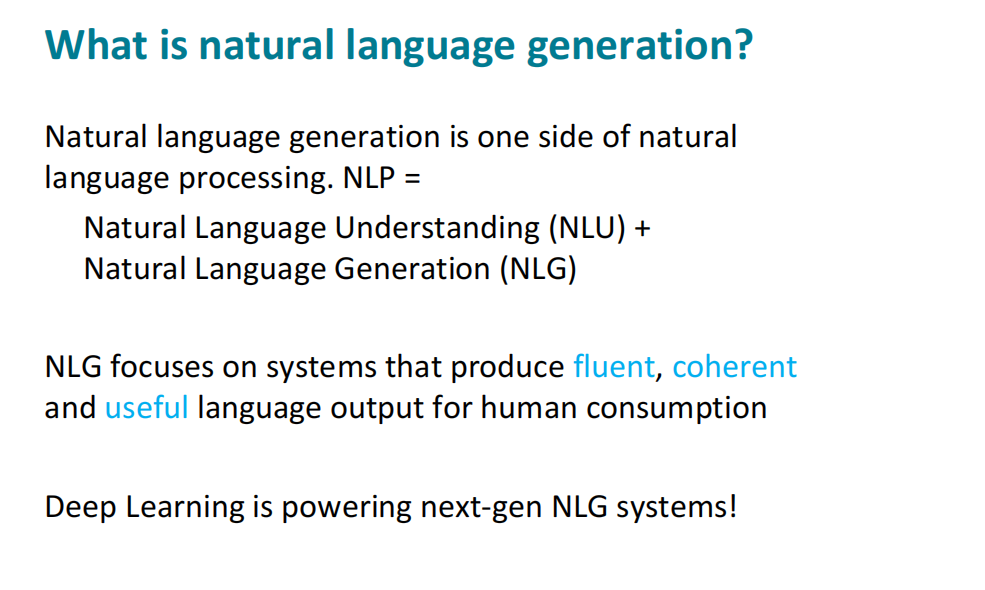 What is natural language generation?
Natural language generation is one side of natural
language processing. NLP =
Natural Language Understanding (NLU) +
Natural Language Generation (NLG)
NLG focuses on systems that produce fluent, coherent
and useful language output for human consumption
Deep Learning is powering next-gen NLG systems!